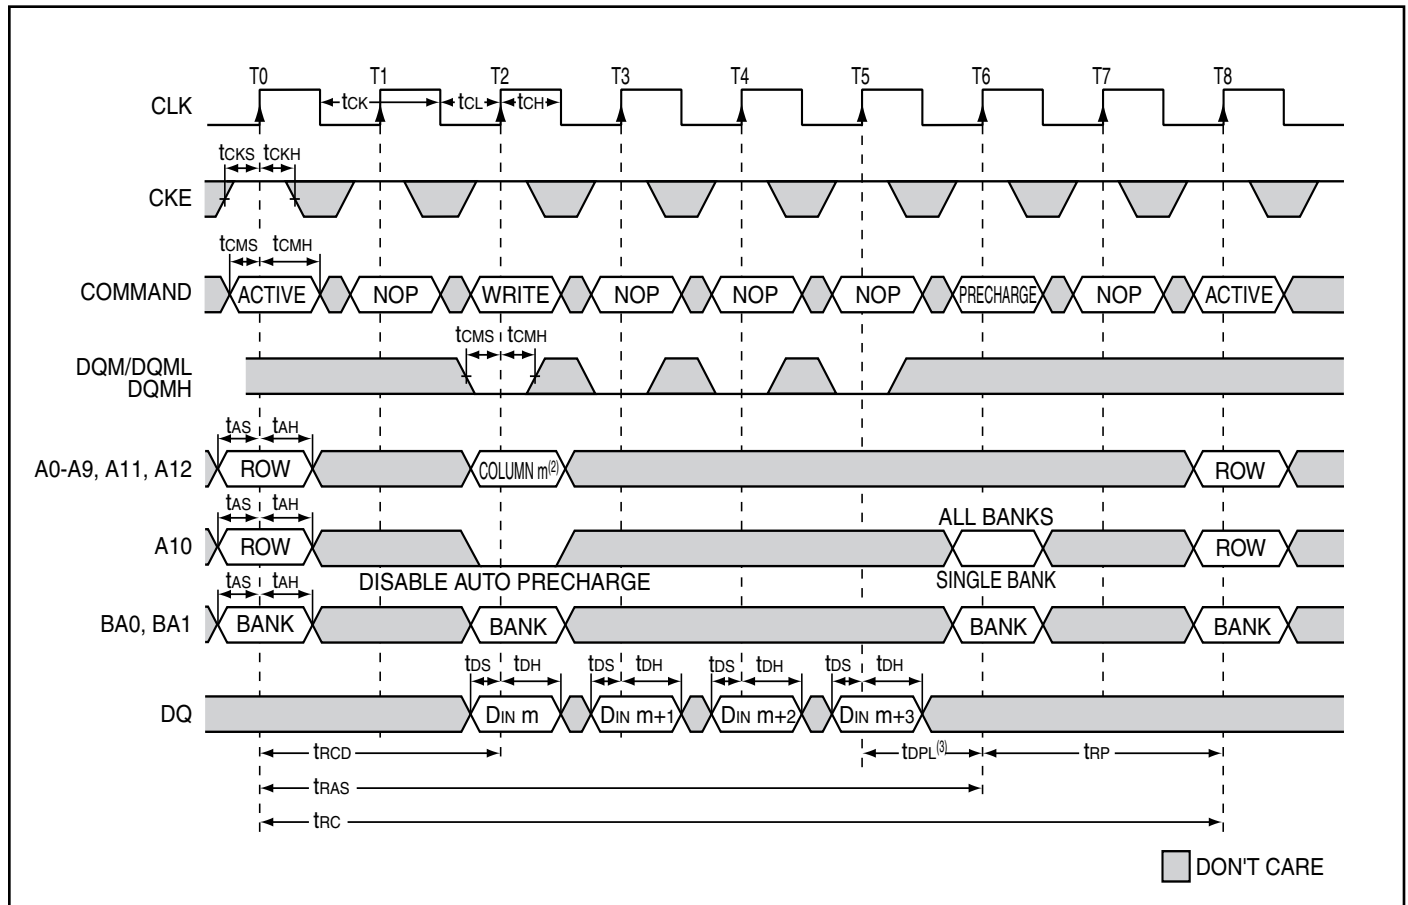 T0 T1 T2 T3 T4 T5 T6 T7 T8
CLK tCK tCL tCH
tCKS tCKH
CKE
tCMS tCMH
COMMAND ACTIVE NOP WRITE NOP NOP NOP PRECHARGE NOP ACTIVE
tCMS tCMH
DQM/DQML
DQMH
tAS tAH
A0-A9, A11, A12 ROW COLUMN m(2) ROW
tAS tAH
ALL BANKS
A10 ROW ROW
DISABLE AUTO PRECHARGE SINGLE BANK
tAS tAH
BA0, BA1 BANK BANK BANK BANK
tDS tDH tDS tDH tDS tDH tDS tDH
DQ DIN m DIN m+1 DIN m+2 DIN m+3
tRCD tDPL(3) tRP
tRAS
tRC
DON'T CARE